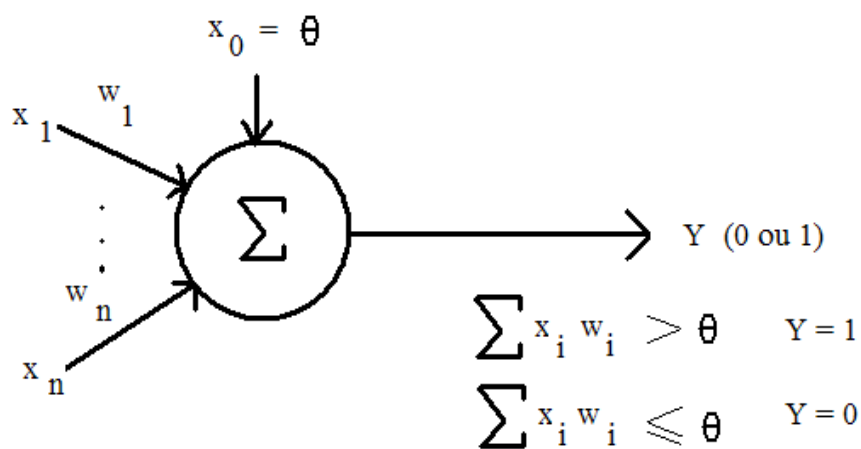 x₀ = θ
w₁
x₁
Σ
Y (0 ou 1)
wₙ
xₙ
Σ xᵢ wᵢ > θ Y = 1
Σ xᵢ wᵢ ⩽ θ Y = 0